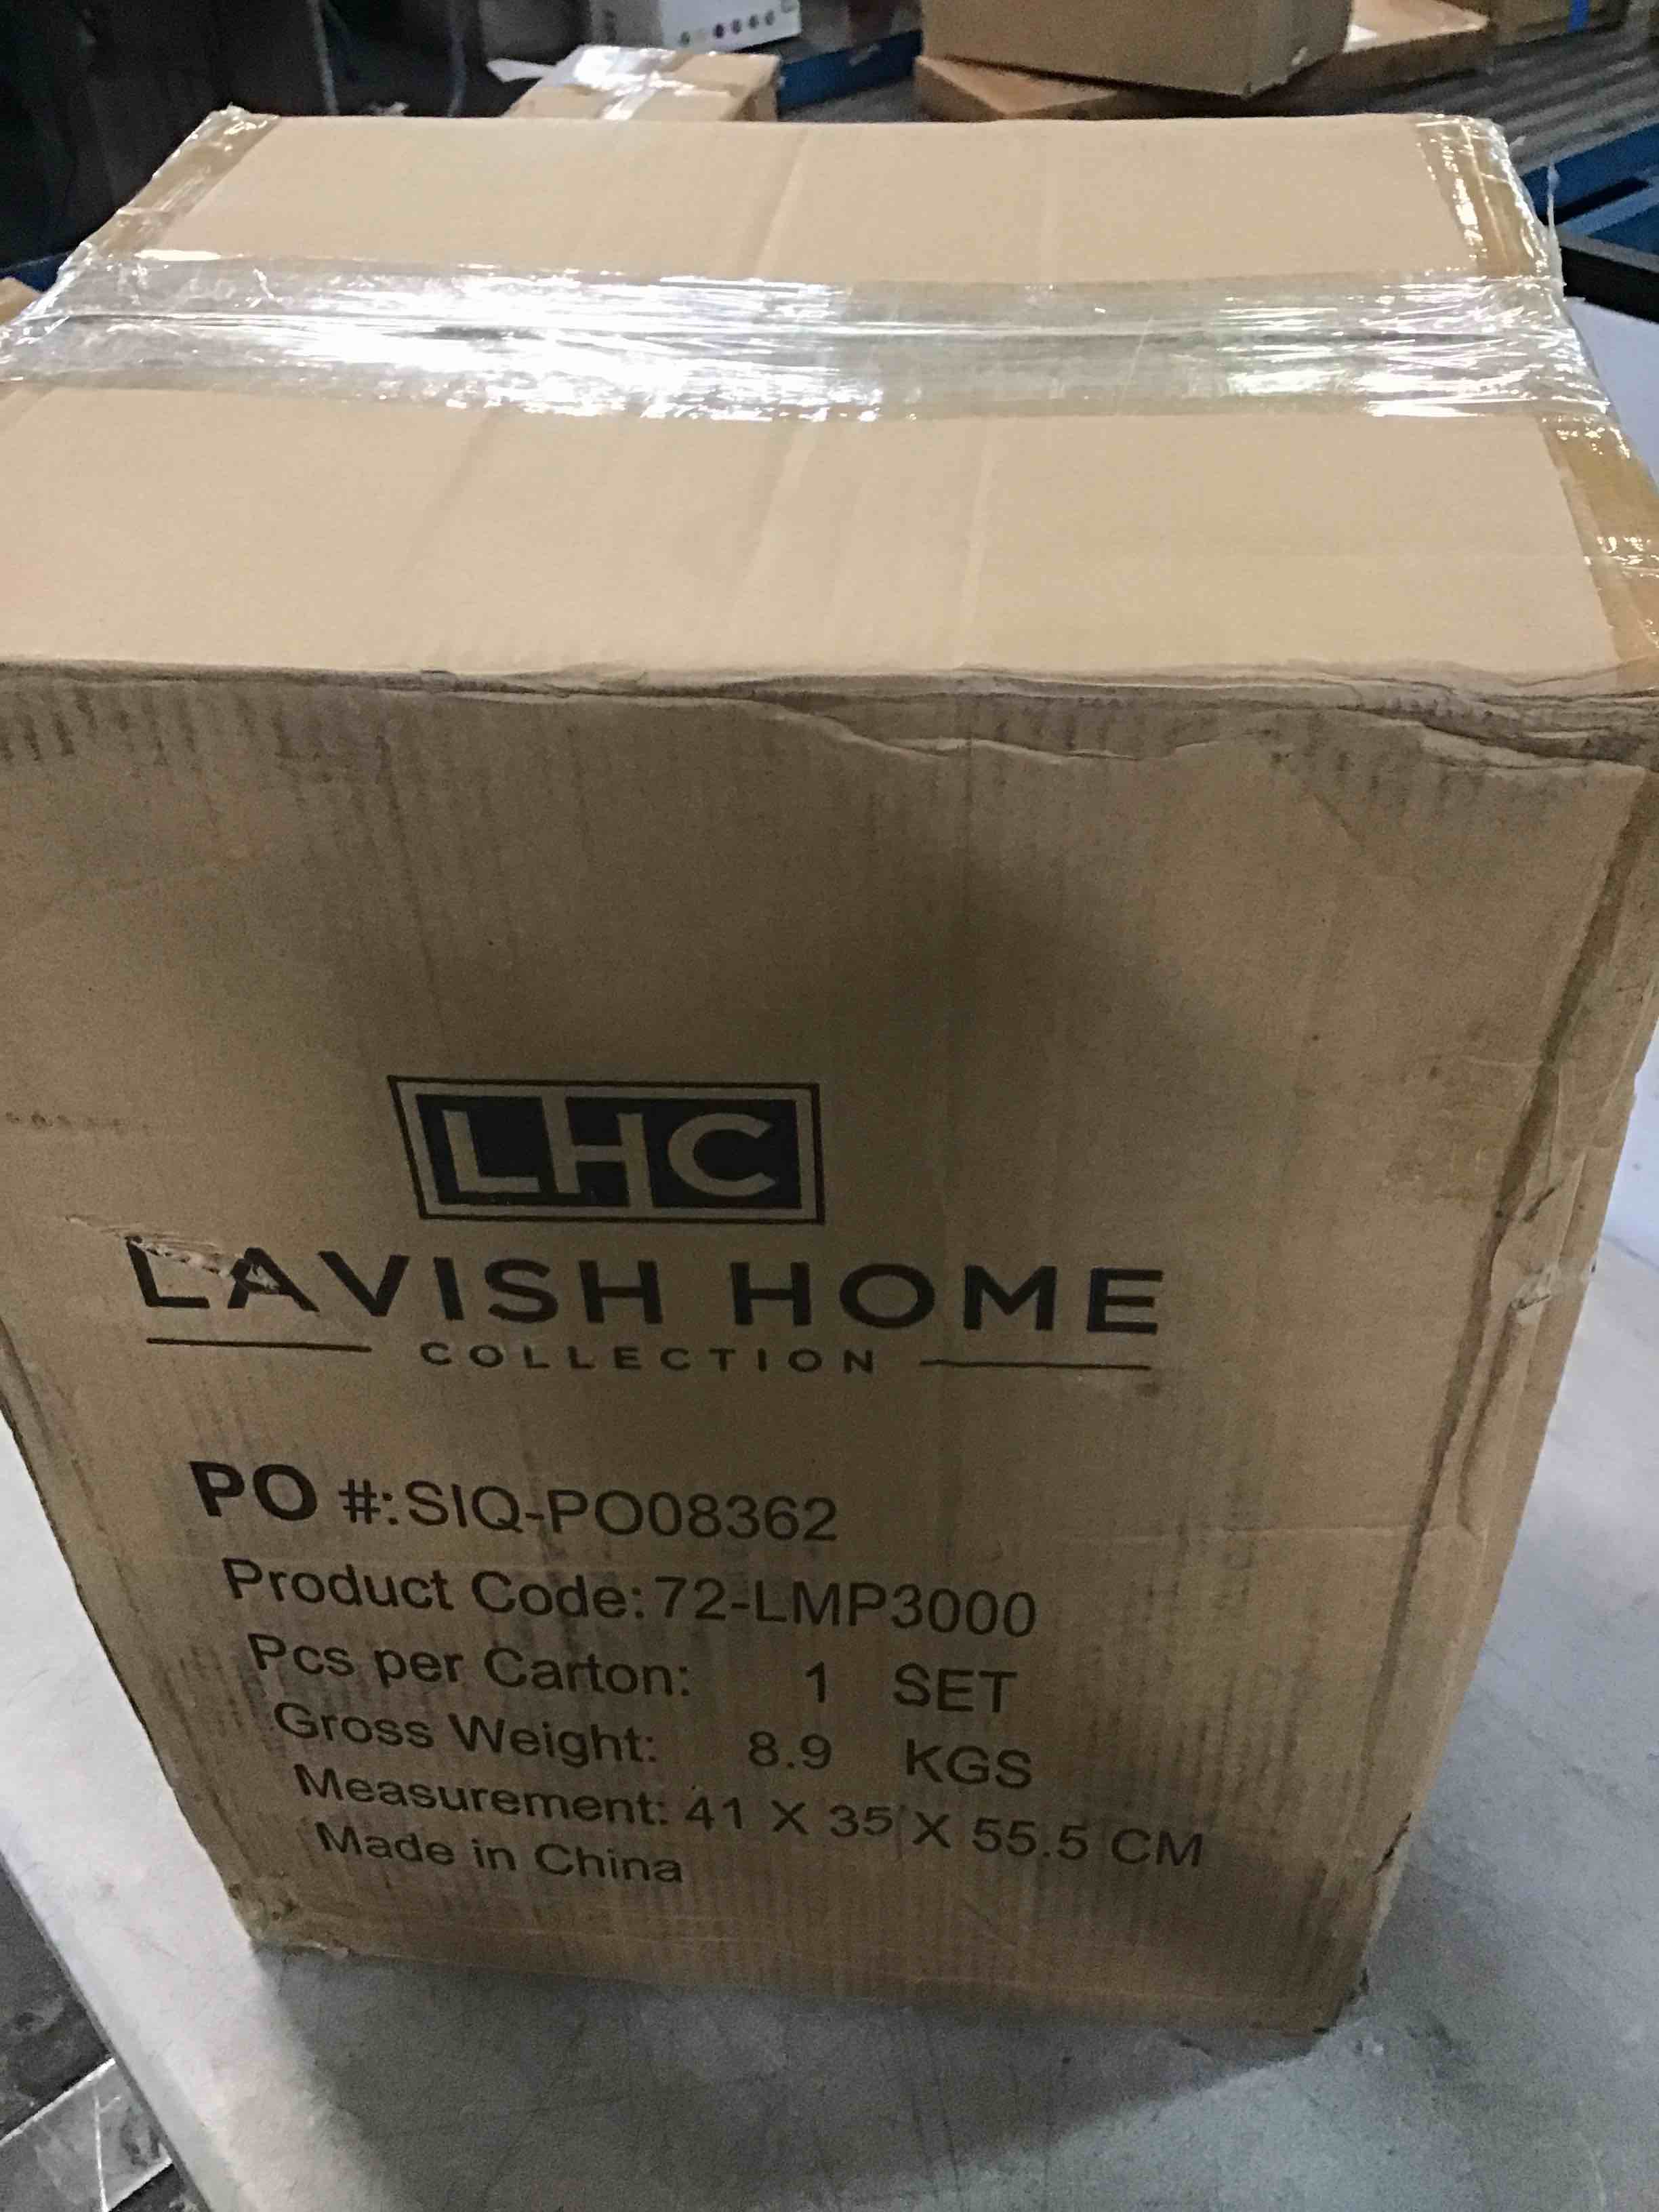 LHC
LAVISH HOME
COLLECTION
PO #:SIQ-PO08362
Product Code: 72-LMP3000
Pcs per Carton: 1 SET
Gross Weight: 8.9 KGS
Measurement: 41 X 35 X 55.5 CM
Made in China